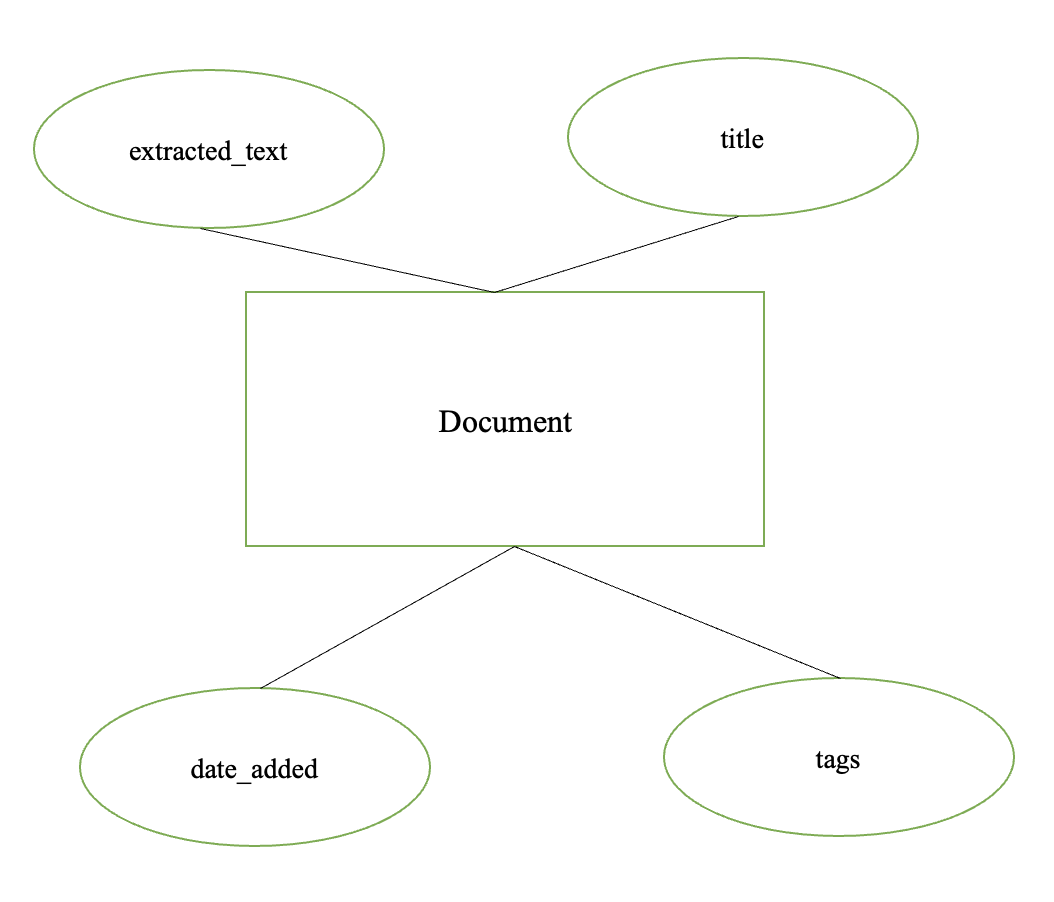 extracted_text
title
Document
date_added
tags